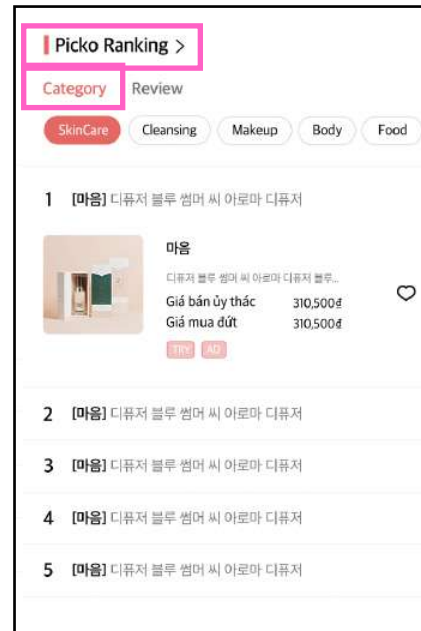 Picko Ranking >
Category Review
SkinCare Cleansing Makeup Body Food
1 [마음] 디퓨저 블루 썸머 씨 아로마 디퓨저
마음
디퓨저 블루 썸머 씨 아로마 디퓨저 블루...
Giá bán ủy thác 310,500₫
Giá mua đứt 310,500₫
TRY AD
2 [마음] 디퓨저 블루 썸머 씨 아로마 디퓨저
3 [마음] 디퓨저 블루 썸머 씨 아로마 디퓨저
4 [마음] 디퓨저 블루 썸머 씨 아로마 디퓨저
5 [마음] 디퓨저 블루 썸머 씨 아로마 디퓨저